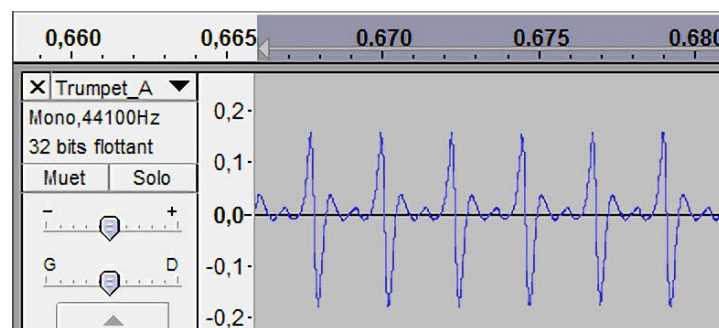 0,660 0,665 0.670 0.675 0.680
× Trumpet_A ▼
Mono,44100Hz
32 bits flottant
Muet Solo
- +
G D
0,2-
0,1-
0,0-
-0,1-
-0,2-